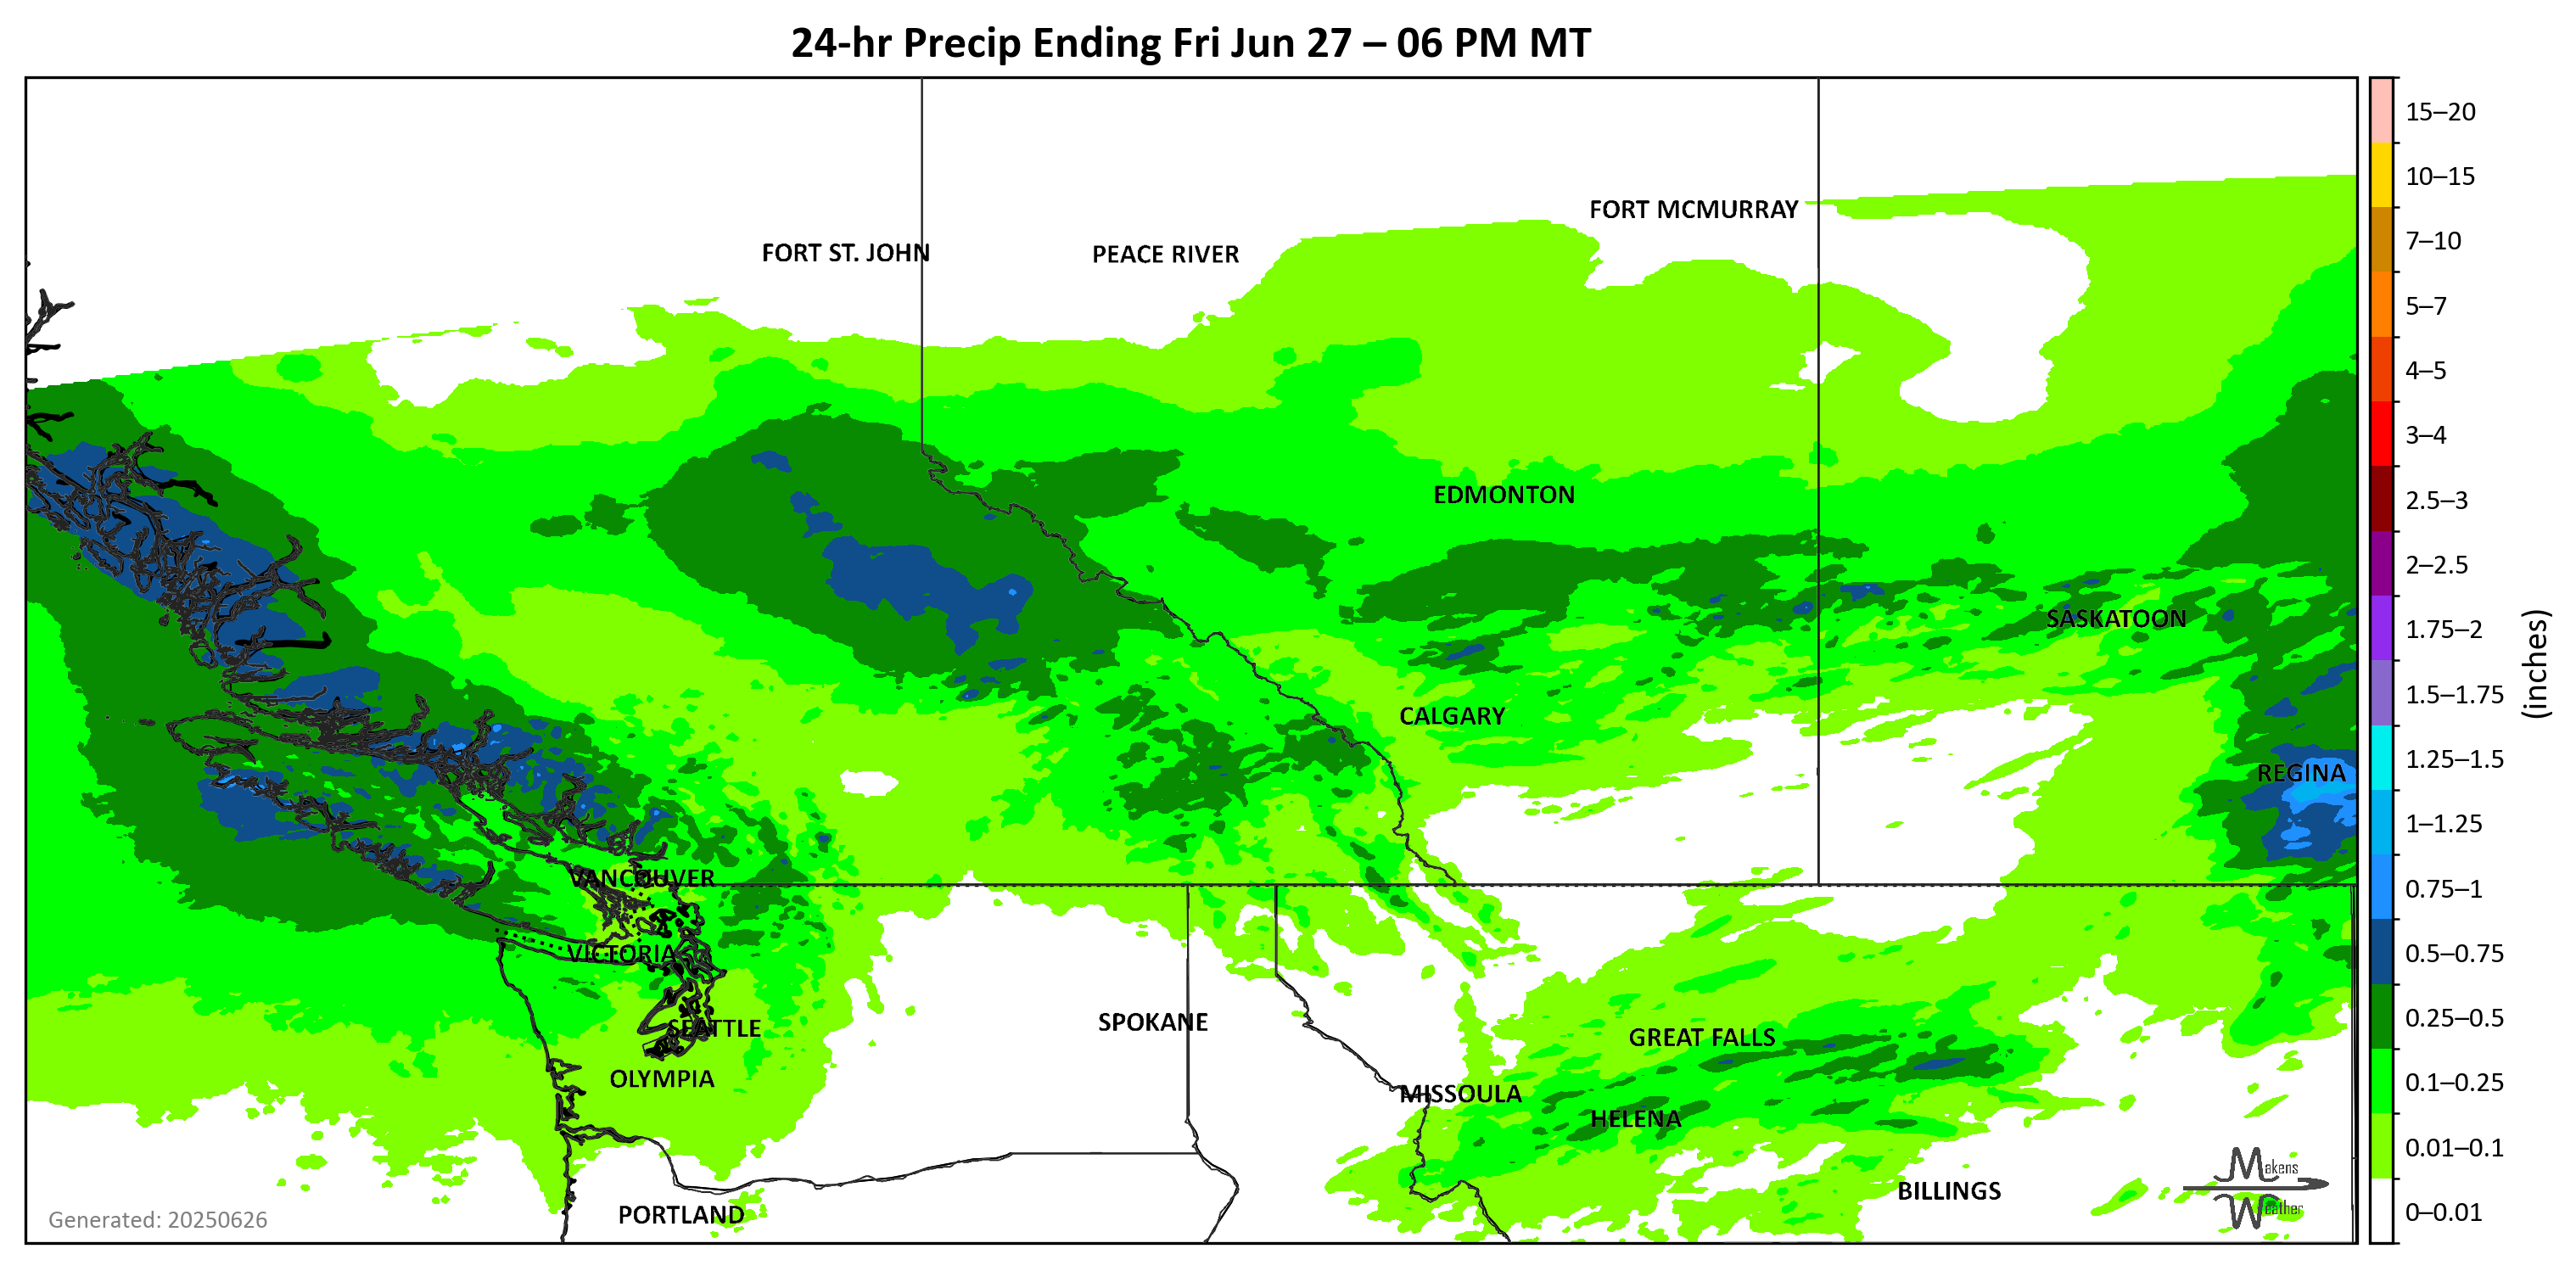 24-hr Precip Ending Fri Jun 27 – 06 PM MT
15–20
10–15
FORT MCMURRAY
7–10
FORT ST. JOHN
PEACE RIVER
5–7
4–5
3–4
EDMONTON
2.5–3
2–2.5
SASKATOON
1.75–2
(inches)
1.5–1.75
CALGARY
1.25–1.5
REGINA
1–1.25
VANCOUVER
0.75–1
VICTORIA
0.5–0.75
SPOKANE
0.25–0.5
SEATTLE
GREAT FALLS
OLYMPIA
0.1–0.25
MISSOULA
HELENA
0.01–0.1
Makens
Weather
BILLINGS
PORTLAND
0–0.01
Generated: 20250626